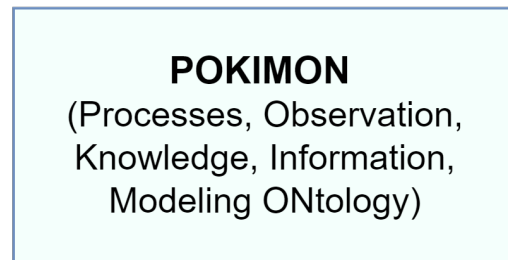 POKIMON
(Processes, Observation,
Knowledge, Information,
Modeling ONtology)